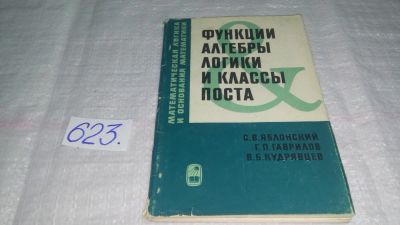 623.
МАТЕМАТИЧЕСКАЯ ЛОГИКА
И ОСНОВАНИЯ МАТЕМАТИКИ
ФУНКЦИИ
АЛГЕБРЫ
ЛОГИКИ
И КЛАССЫ
ПОСТА
&
С.В.ЯБЛОНСКИЙ
Г.П.ГАВРИЛОВ
В.Б.КУДРЯВЦЕВ